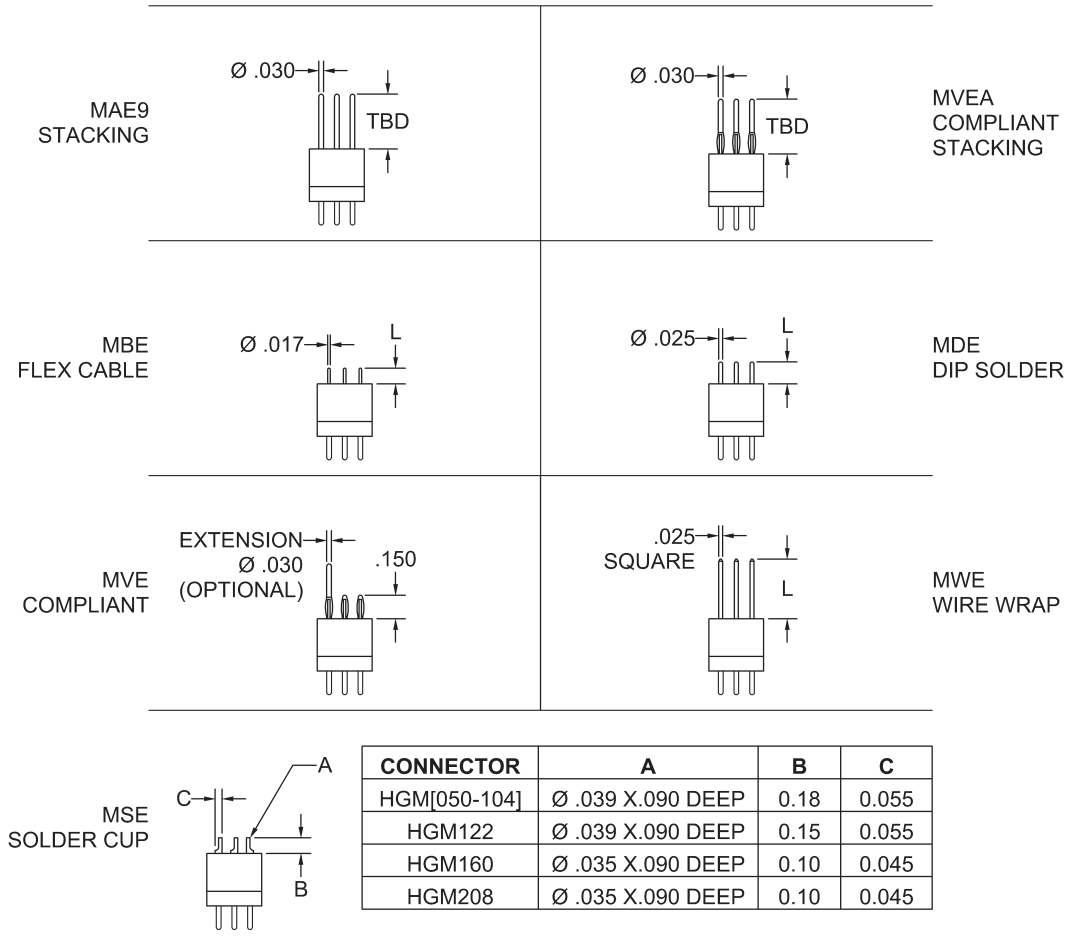 MAE9
STACKING
Ø .030
TBD
Ø .030
TBD
MVEA
COMPLIANT
STACKING
MBE
FLEX CABLE
Ø .017
L
Ø .025
L
MDE
DIP SOLDER
MVE
COMPLIANT
EXTENSION
Ø .030
(OPTIONAL)
.150
.025
SQUARE
L
MWE
WIRE WRAP
MSE
SOLDER CUP
A
C
B
CONNECTOR A B C
HGM[050-104] Ø .039 X.090 DEEP 0.18 0.055
HGM122 Ø .039 X.090 DEEP 0.15 0.055
HGM160 Ø .035 X.090 DEEP 0.10 0.045
HGM208 Ø .035 X.090 DEEP 0.10 0.045